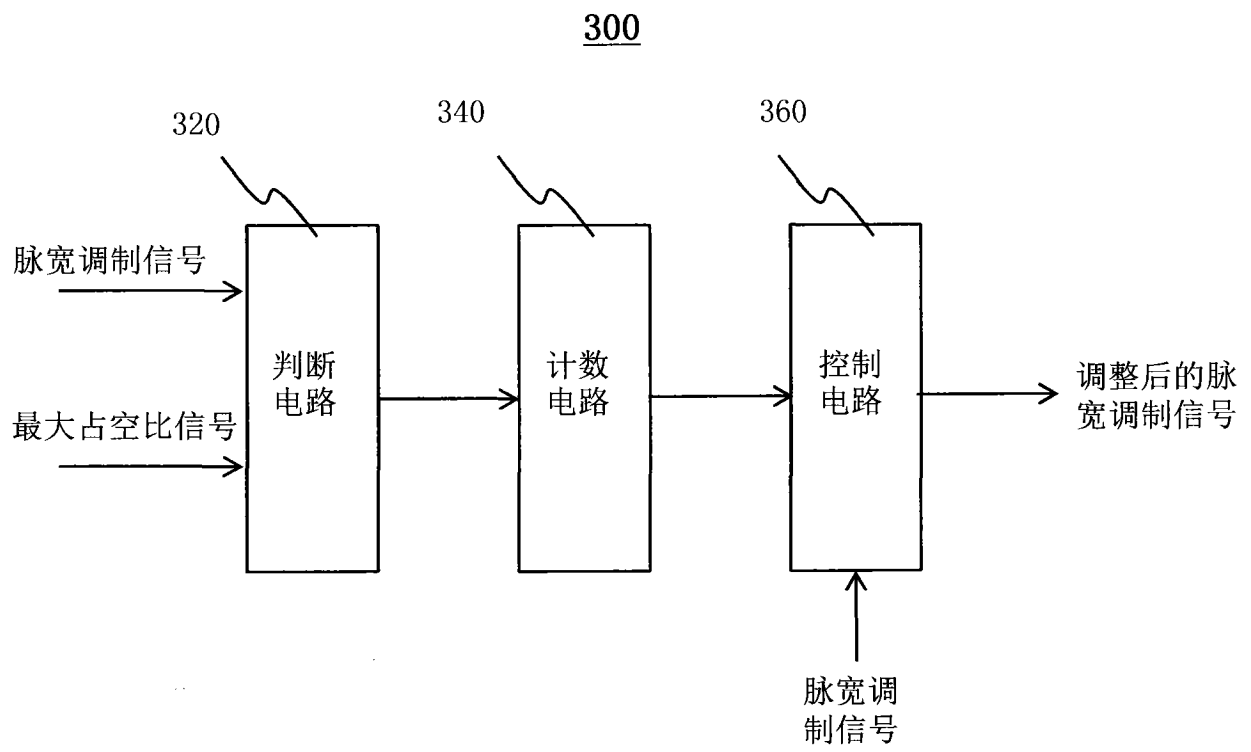 300
320
340
360
脉宽调制信号
最大占空比信号
判断
电路
计数
电路
控制
电路
调整后的脉
宽调制信号
脉宽调
制信号